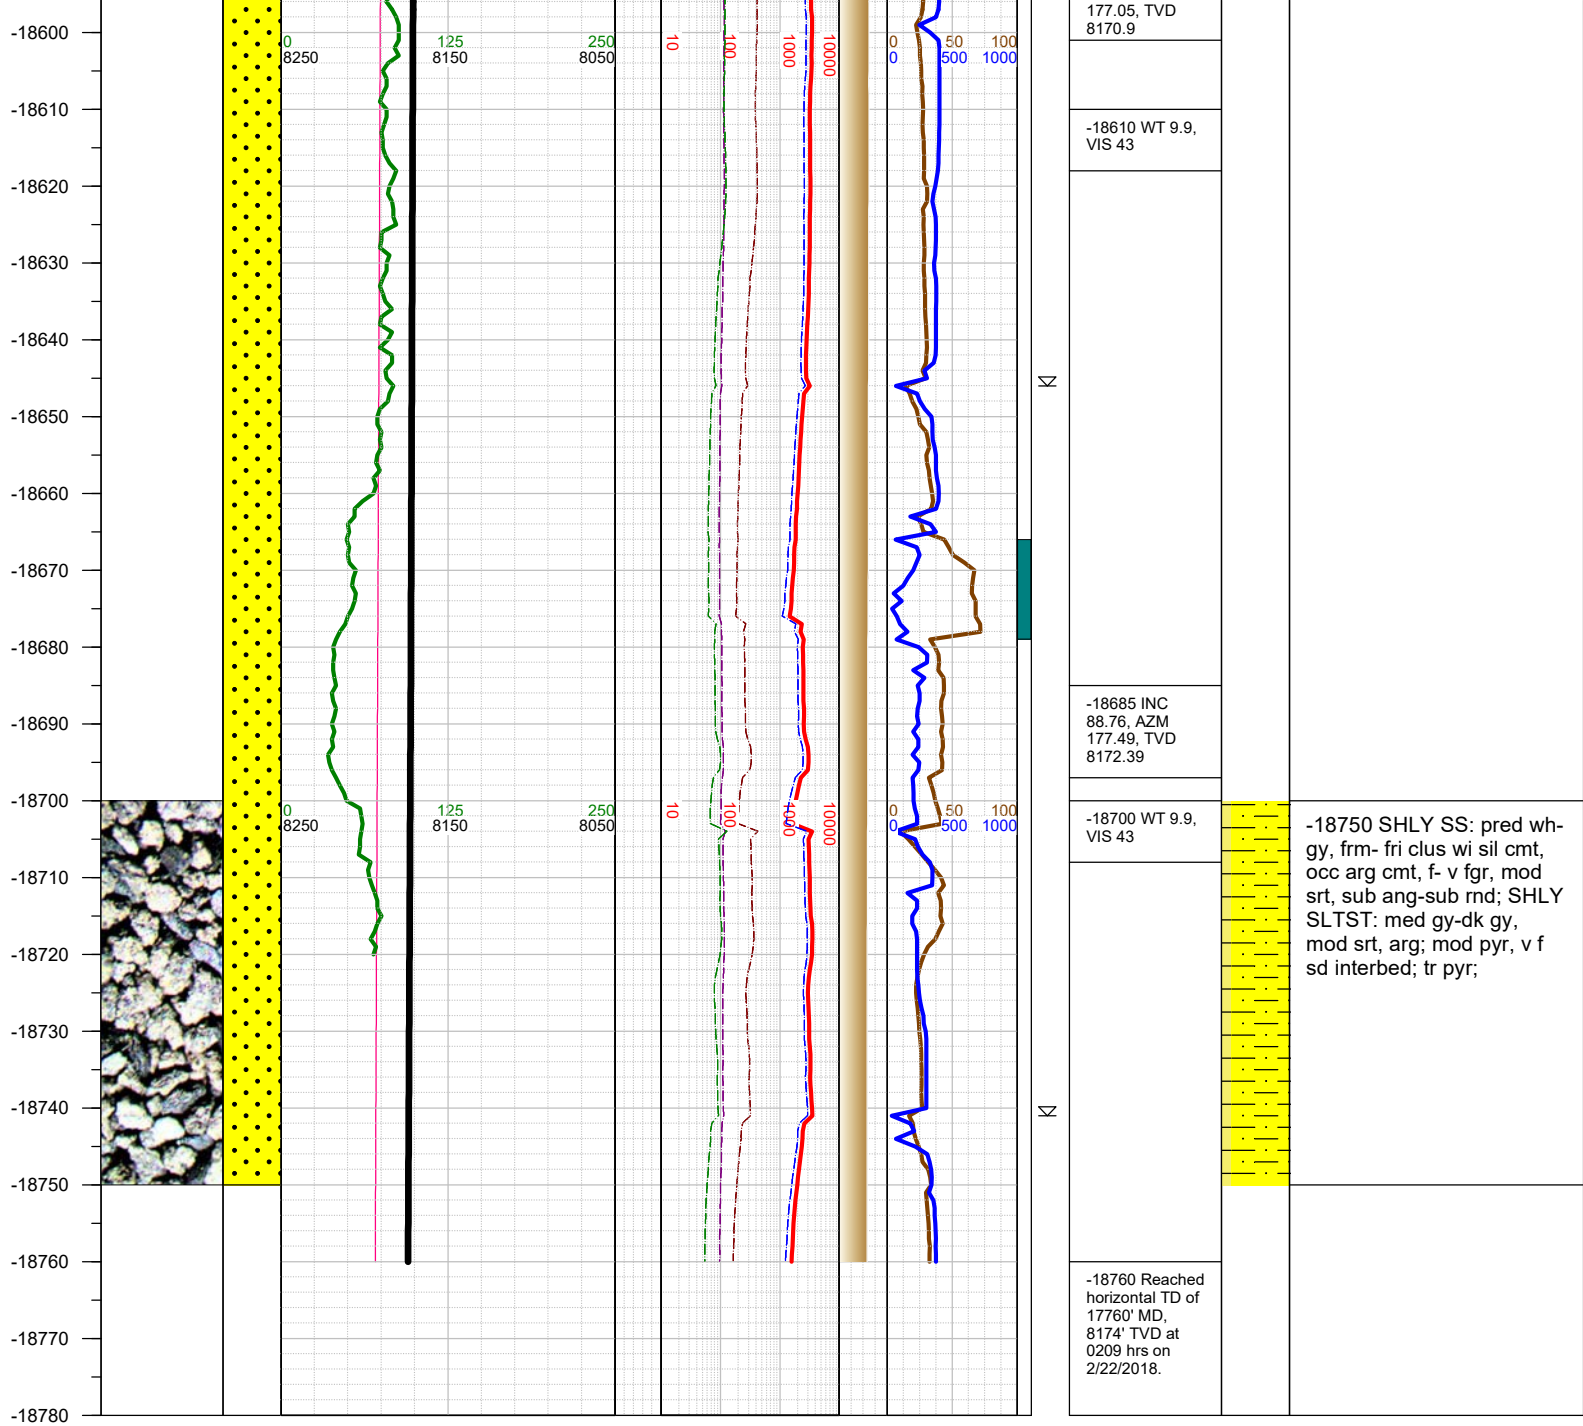 177.05, TVD
8170.9
-18600
0 125 250
8250 8150 8050
10 100 1000 10000
0 50 100
0 500 1000
-18610
-18610 WT 9.9,
VIS 43
-18620
-18630
-18640
-18650
-18660
-18670
-18680
-18685 INC
88.76, AZM
177.49, TVD
8172.39
-18690
-18700
0 125 250
8250 8150 8050
10 100 1000 10000
0 50 100
0 500 1000
-18700 WT 9.9,
VIS 43
-18750 SHLY SS: pred wh-
gy, frm- fri clus wi sil cmt,
occ arg cmt, f- v fgr, mod
srt, sub ang-sub rnd; SHLY
SLTST: med gy-dk gy,
mod srt, arg; mod pyr, v f
sd interbed; tr pyr;
-18710
-18720
-18730
-18740
-18750
-18760
-18760 Reached
horizontal TD of
17760' MD,
8174' TVD at
0209 hrs on
2/22/2018.
-18770
-18780